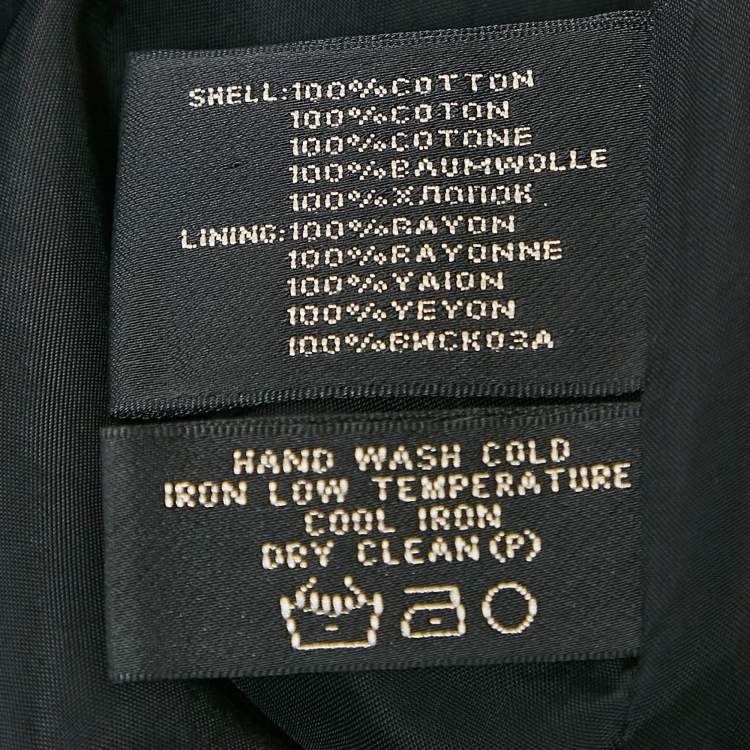 SHELL:100%COTTON
100%COTON
100%COTONE
100%BAUMWOLLE
100%ХЛОПОК
LINING:100%RAYON
100%RAYONNE
100%YAION
100%YEYON
100%ВИСКОЗА
HAND WASH COLD
IRON LOW TEMPERATURE
COOL IRON
DRY CLEAN(P)